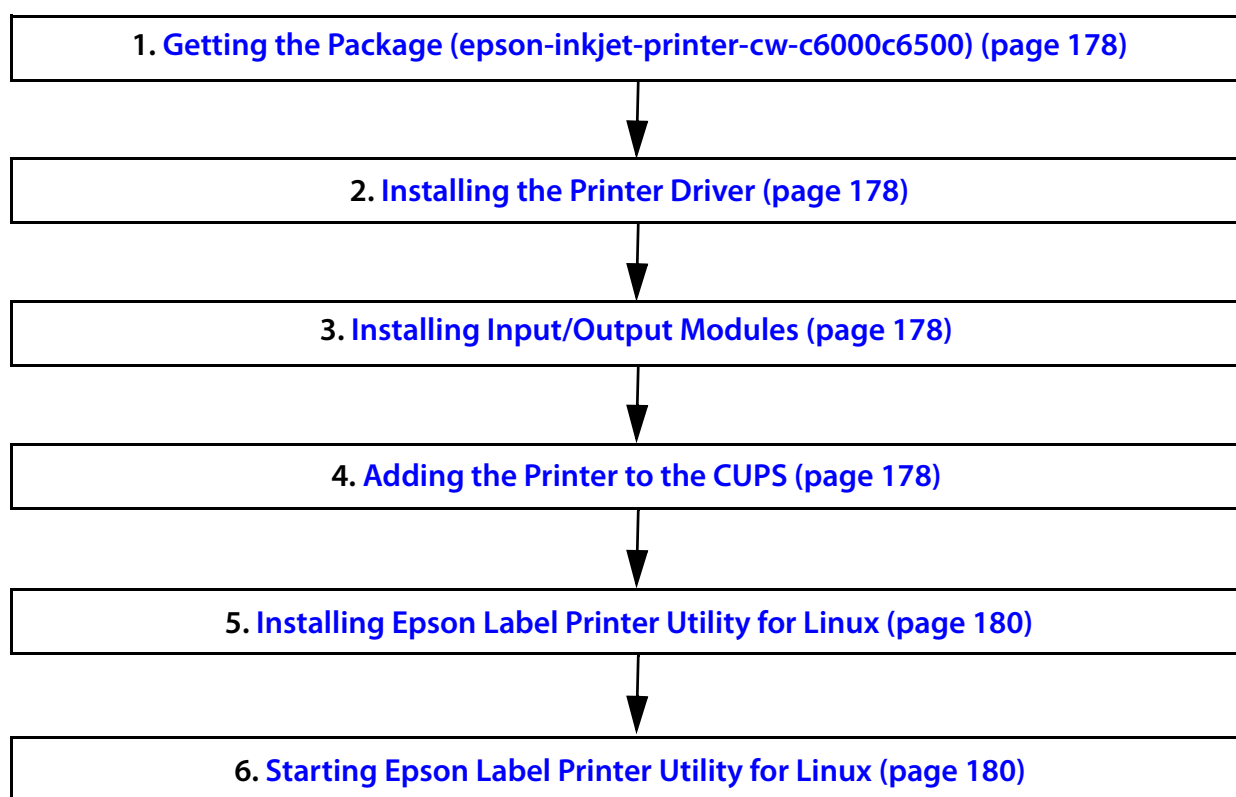 1. Getting the Package (epson-inkjet-printer-cw-c6000c6500) (page 178)
2. Installing the Printer Driver (page 178)
3. Installing Input/Output Modules (page 178)
4. Adding the Printer to the CUPS (page 178)
5. Installing Epson Label Printer Utility for Linux (page 180)
6. Starting Epson Label Printer Utility for Linux (page 180)